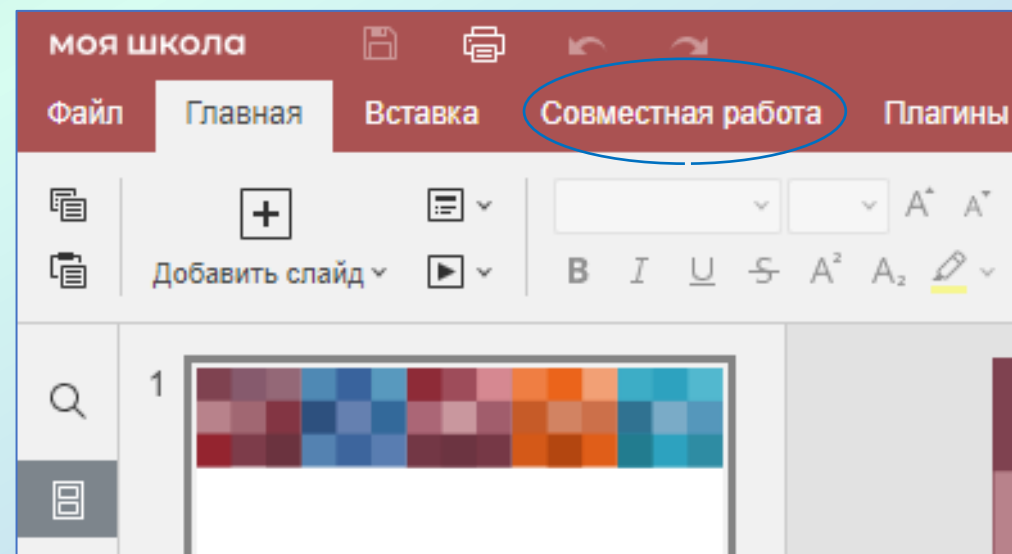 моя школа
Файл Главная Вставка Совместная работа Плагины
Добавить слайд
B I U S A² A₂
1